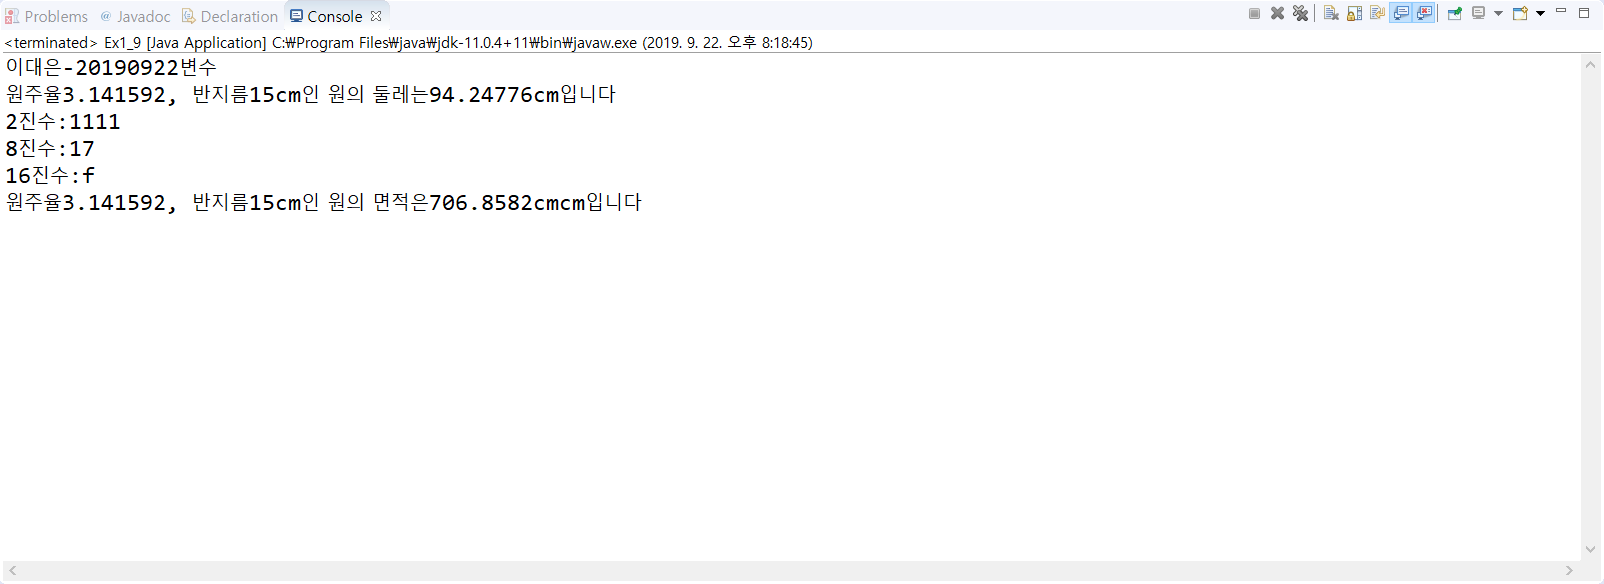 Problems @ Javadoc Declaration Console
<terminated> Ex1_9 [Java Application] C:₩Program Files₩java₩jdk-11.0.4+11₩bin₩javaw.exe (2019. 9. 22. 오후 8:18:45)
이대은-20190922변수
원주율3.141592, 반지름15cm인 원의 둘레는94.24776cm입니다
2진수:1111
8진수:17
16진수:f
원주율3.141592, 반지름15cm인 원의 면적은706.8582cmcm입니다